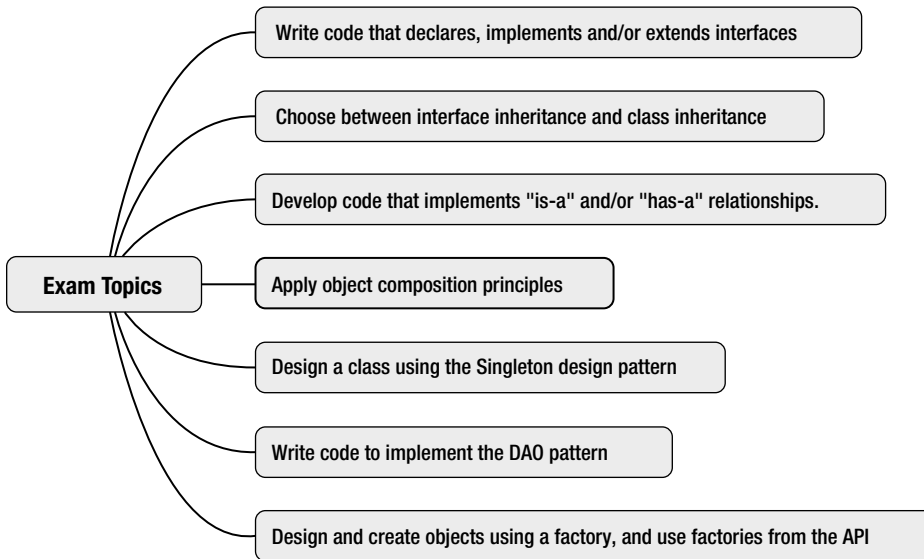 Write code that declares, implements and/or extends interfaces
Choose between interface inheritance and class inheritance
Develop code that implements "is-a" and/or "has-a" relationships.
Exam Topics
Apply object composition principles
Design a class using the Singleton design pattern
Write code to implement the DAO pattern
Design and create objects using a factory, and use factories from the API